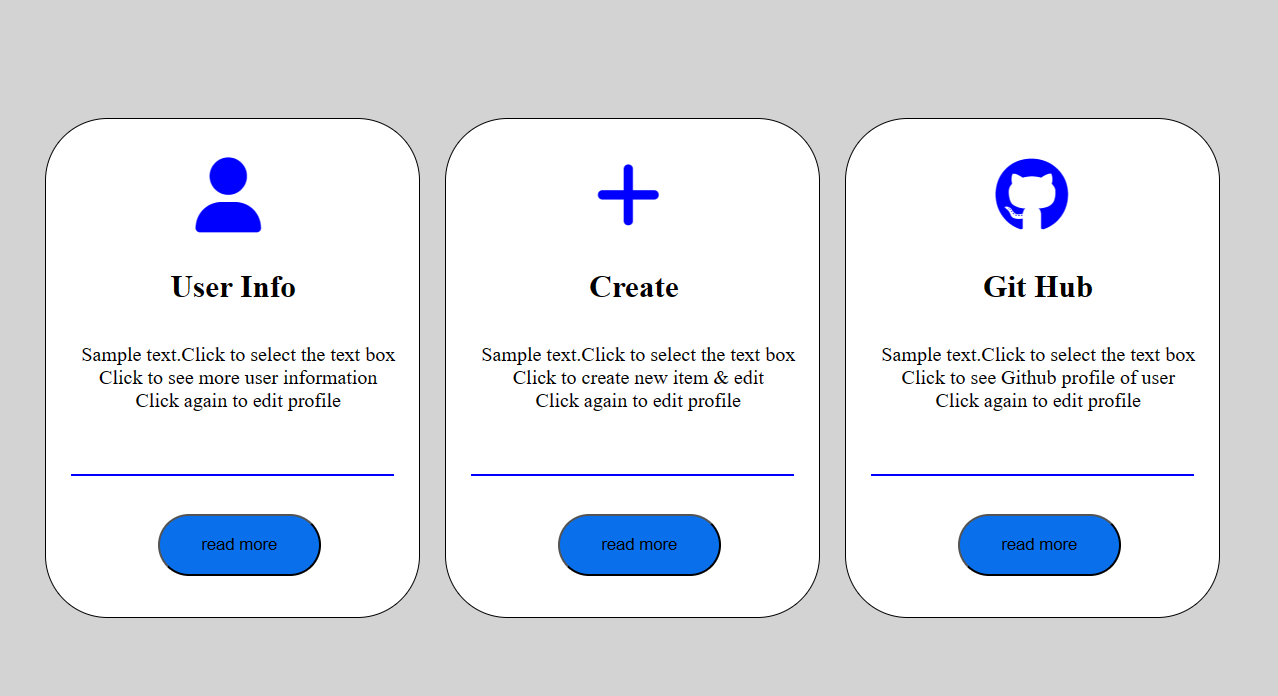 User Info
Sample text.Click to select the text box
Click to see more user information
Click again to edit profile
read more
Create
Sample text.Click to select the text box
Click to create new item & edit
Click again to edit profile
read more
Git Hub
Sample text.Click to select the text box
Click to see Github profile of user
Click again to edit profile
read more